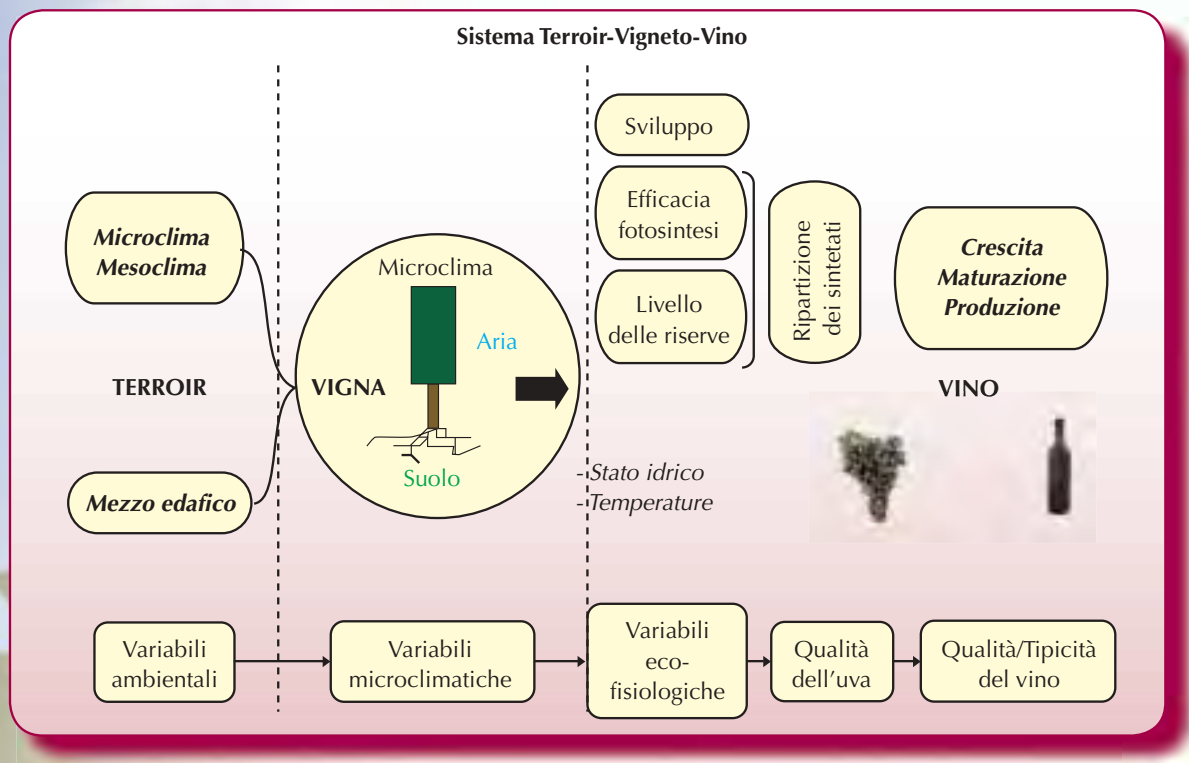 Sistema Terroir-Vigneto-Vino
Microclima
Mesoclima
TERROIR
Mezzo edafico
Microclima
Aria
VIGNA
Suolo
Sviluppo
Efficacia
fotosintesi
Livello
delle riserve
Ripartizione
dei sintetati
- Stato idrico
- Temperature
Crescita
Maturazione
Produzione
VINO
Variabili
ambientali
Variabili
microclimatiche
Variabili
eco-
fisiologiche
Qualità
dell'uva
Qualità/Tipicità
del vino